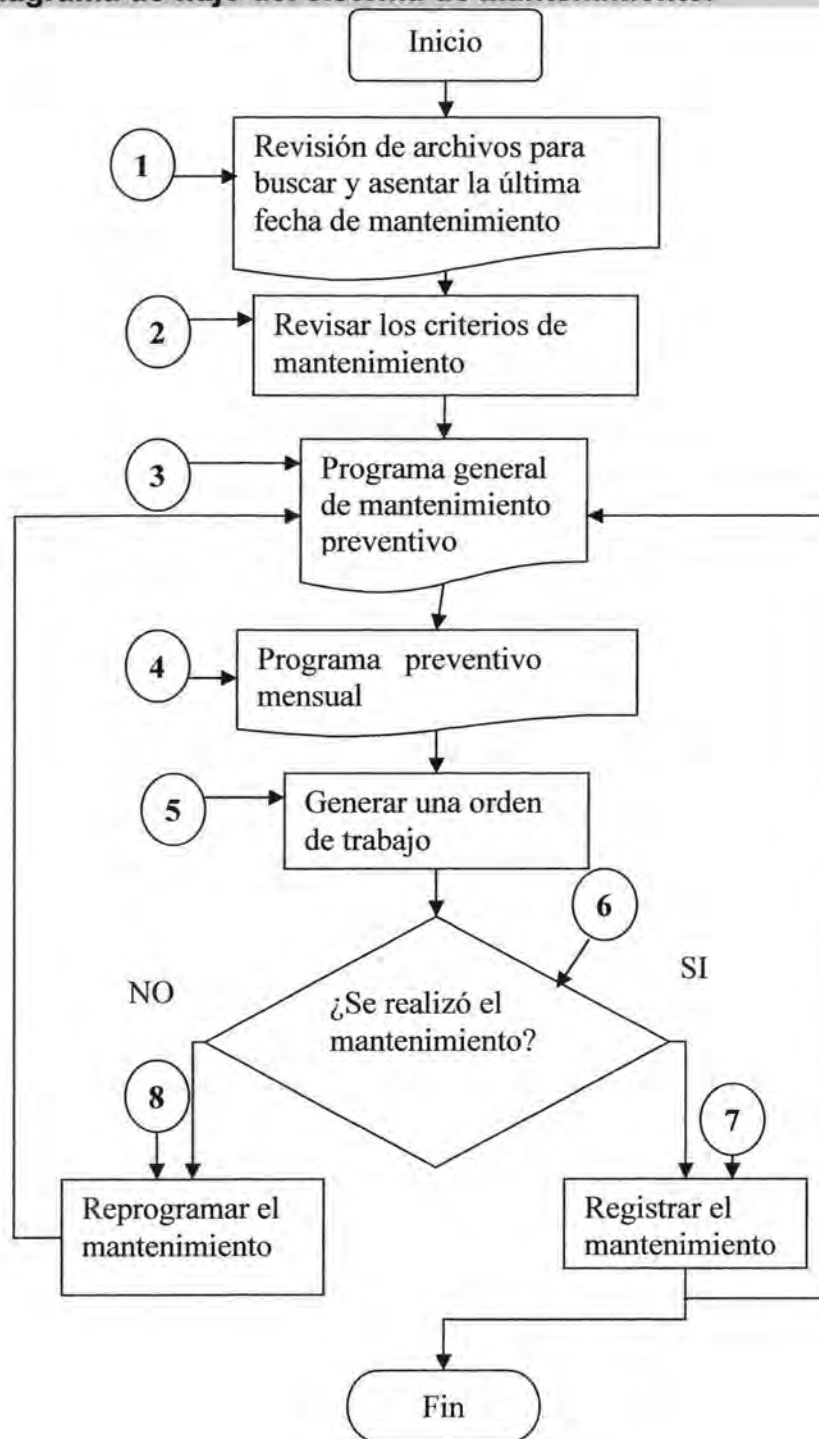 Inicio
1
Revisión de archivos para
buscar y asentar la última
fecha de mantenimiento
2
Revisar los criterios de
mantenimiento
3
Programa general
de mantenimiento
preventivo
4
Programa preventivo
mensual
5
Generar una orden
de trabajo
6
NO
SI
¿Se realizó el
mantenimiento?
8
7
Reprogramar el
mantenimiento
Registrar el
mantenimiento
Fin